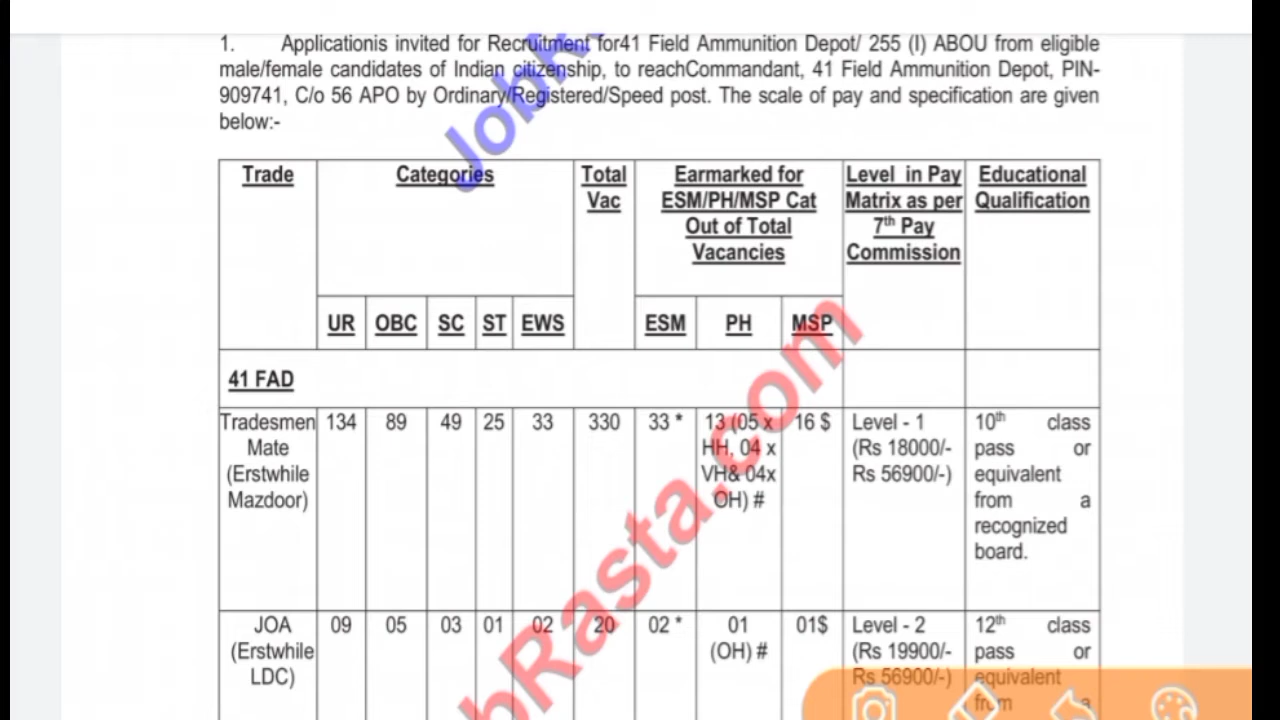 1. Applicationis invited for Recruitment for41 Field Ammunition Depot/ 255 (I) ABOU from eligible
male/female candidates of Indian citizenship, to reachCommandant, 41 Field Ammunition Depot, PIN-
909741, C/o 56 APO by Ordinary/Registered/Speed post. The scale of pay and specification are given
below:-
Trade Categories Total Vac Earmarked for ESM/PH/MSP Cat Out of Total Vacancies Level in Pay Matrix as per 7th Pay Commission Educational Qualification
UR OBC SC ST EWS ESM PH MSP
41 FAD
Tradesmen 134 89 49 25 33 330 33 * 13 (05 x 16 $ Level - 1 10th class
Mate HH, 04 x (Rs 18000/- pass or
(Erstwhile VH& 04x Rs 56900/-) equivalent
Mazdoor) OH) # from a
recognized
board.
JOA 09 05 03 01 02 20 02 * 01 01$ Level - 2 12th class
(Erstwhile (OH) # (Rs 19900/- pass or
LDC) Rs 56900/-) equivalent
from a
JobR
bRasta.com